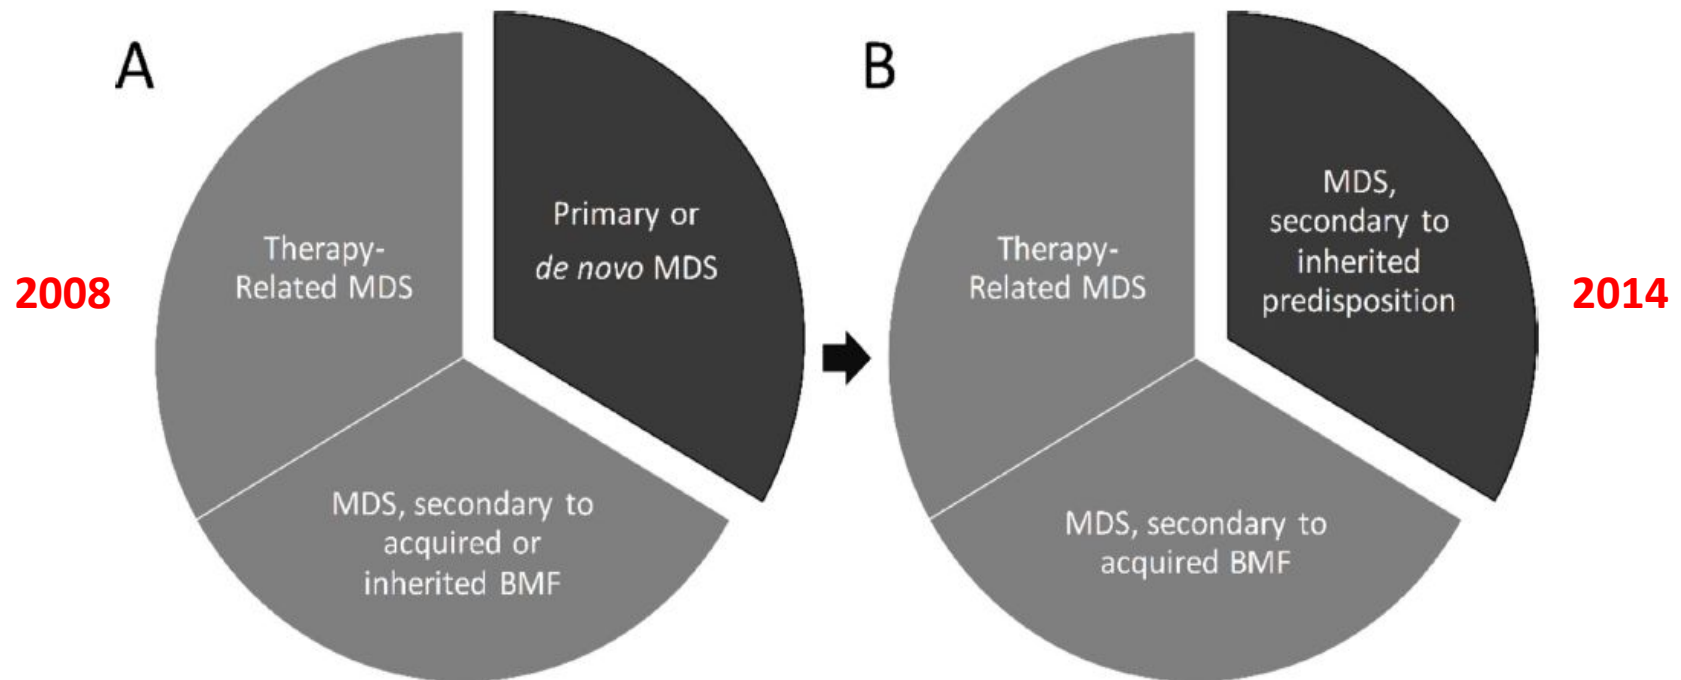 A
2008
Therapy-
Related MDS
Primary or
de novo MDS
MDS, secondary to
acquired or
inherited BMF
B
Therapy-
Related MDS
MDS,
secondary to
inherited
predisposition
MDS, secondary to
acquired BMF
2014